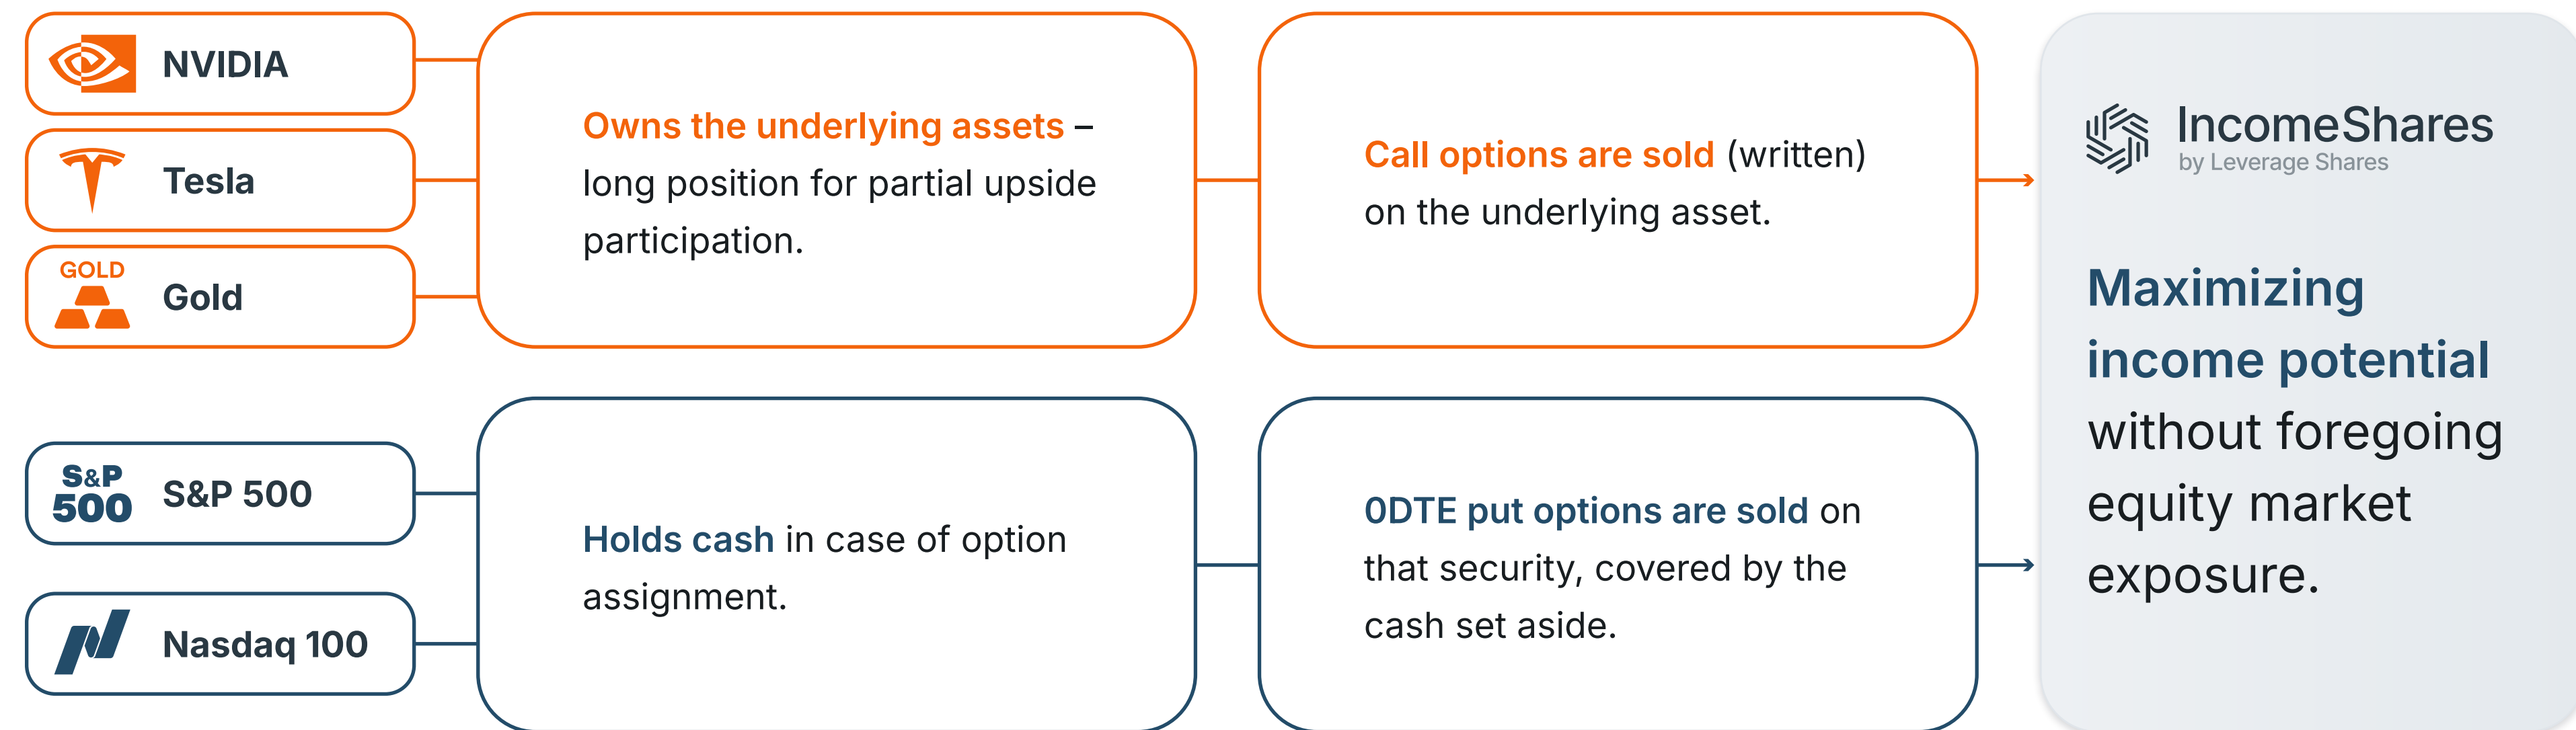 NVIDIA
Tesla
GOLD
Gold
Owns the underlying assets –
long position for partial upside
participation.
Call options are sold (written)
on the underlying asset.
S&P
500
S&P 500
Nasdaq 100
Holds cash in case of option
assignment.
0DTE put options are sold on
that security, covered by the
cash set aside.
IncomeShares
by Leverage Shares
Maximizing
income potential
without foregoing
equity market
exposure.